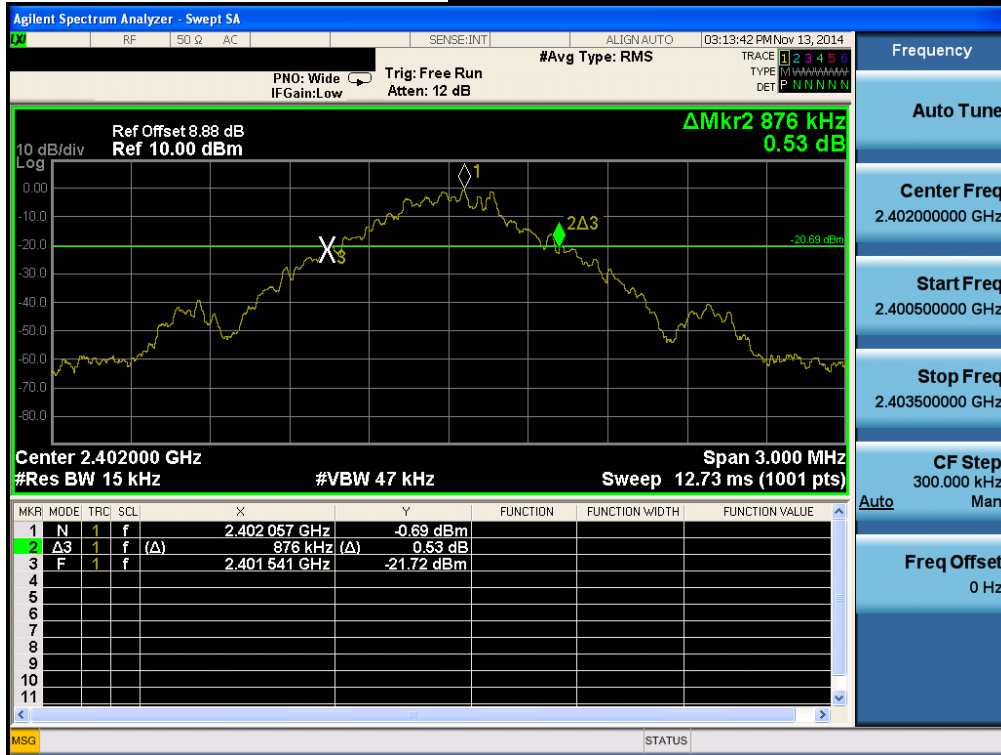 Agilent Spectrum Analyzer - Swept SA
LXI RF 50 Ω AC SENSE:INT ALIGN AUTO 03:13:42 PM Nov 13, 2014
PNO: Wide
IFGain:Low
Trig: Free Run
Atten: 12 dB
#Avg Type: RMS
TRACE 1 2 3 4 5 6
TYPE M WWWWW
DET P N N N N N
ΔMkr2 876 kHz
0.53 dB
Ref Offset 8.88 dB
10 dB/div Ref 10.00 dBm
Log
1
0.00
-10.0
2Δ3
-20.0
-20.69 dBm
3
-30.0
-40.0
-50.0
-60.0
-70.0
-80.0
Center 2.402000 GHz Span 3.000 MHz
#Res BW 15 kHz #VBW 47 kHz Sweep 12.73 ms (1001 pts)
MKR MODE TRC SCL X Y FUNCTION FUNCTION WIDTH FUNCTION VALUE
1 N 1 f 2.402 057 GHz -0.69 dBm
2 Δ3 1 f (Δ) 876 kHz (Δ) 0.53 dB
3 F 1 f 2.401 541 GHz -21.72 dBm
4
5
6
7
8
9
10
11
MSG STATUS
Frequency
Auto Tune
Center Freq
2.402000000 GHz
Start Freq
2.400500000 GHz
Stop Freq
2.403500000 GHz
CF Step
300.000 kHz
Auto Man
Freq Offset
0 Hz